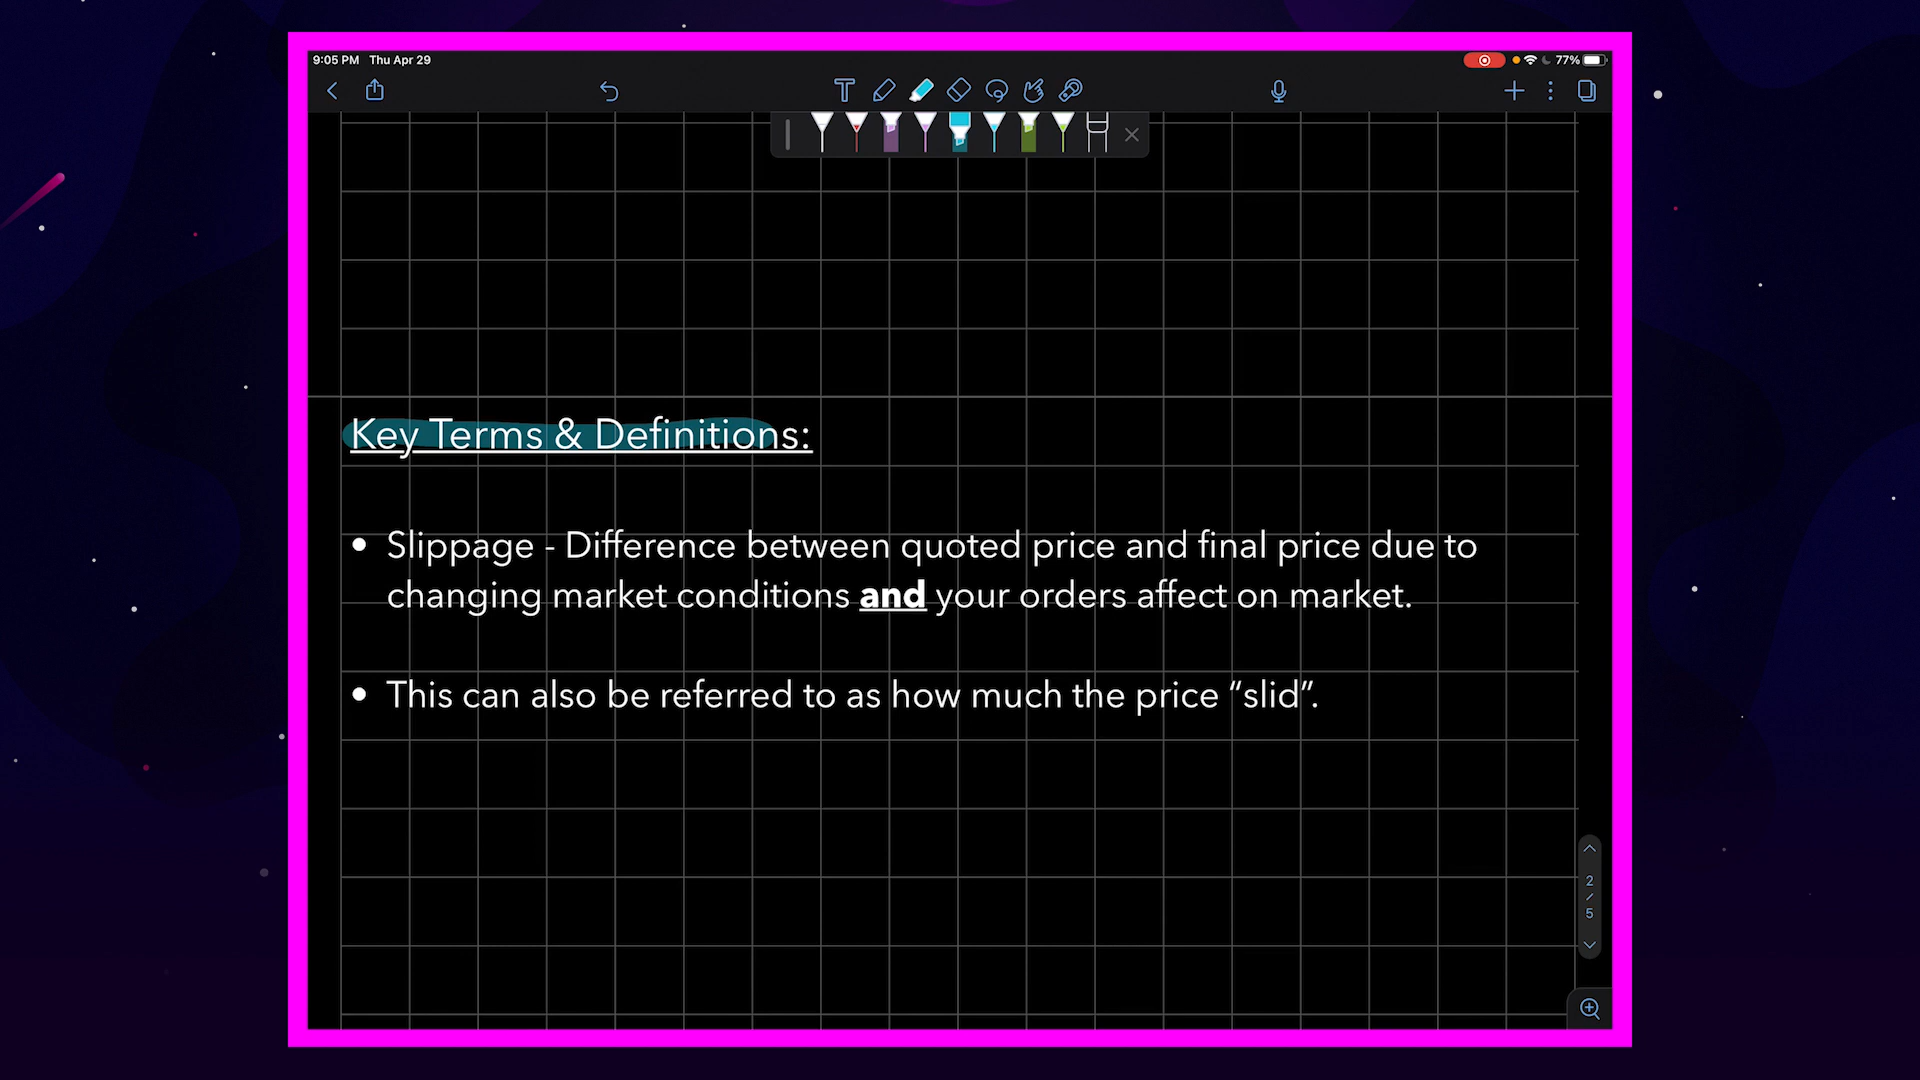 9:05 PM Thu Apr 29
77%
Key Terms & Definitions:
• Slippage - Difference between quoted price and final price due to
changing market conditions and your orders affect on market.
• This can also be referred to as how much the price “slid”.
2
/
5